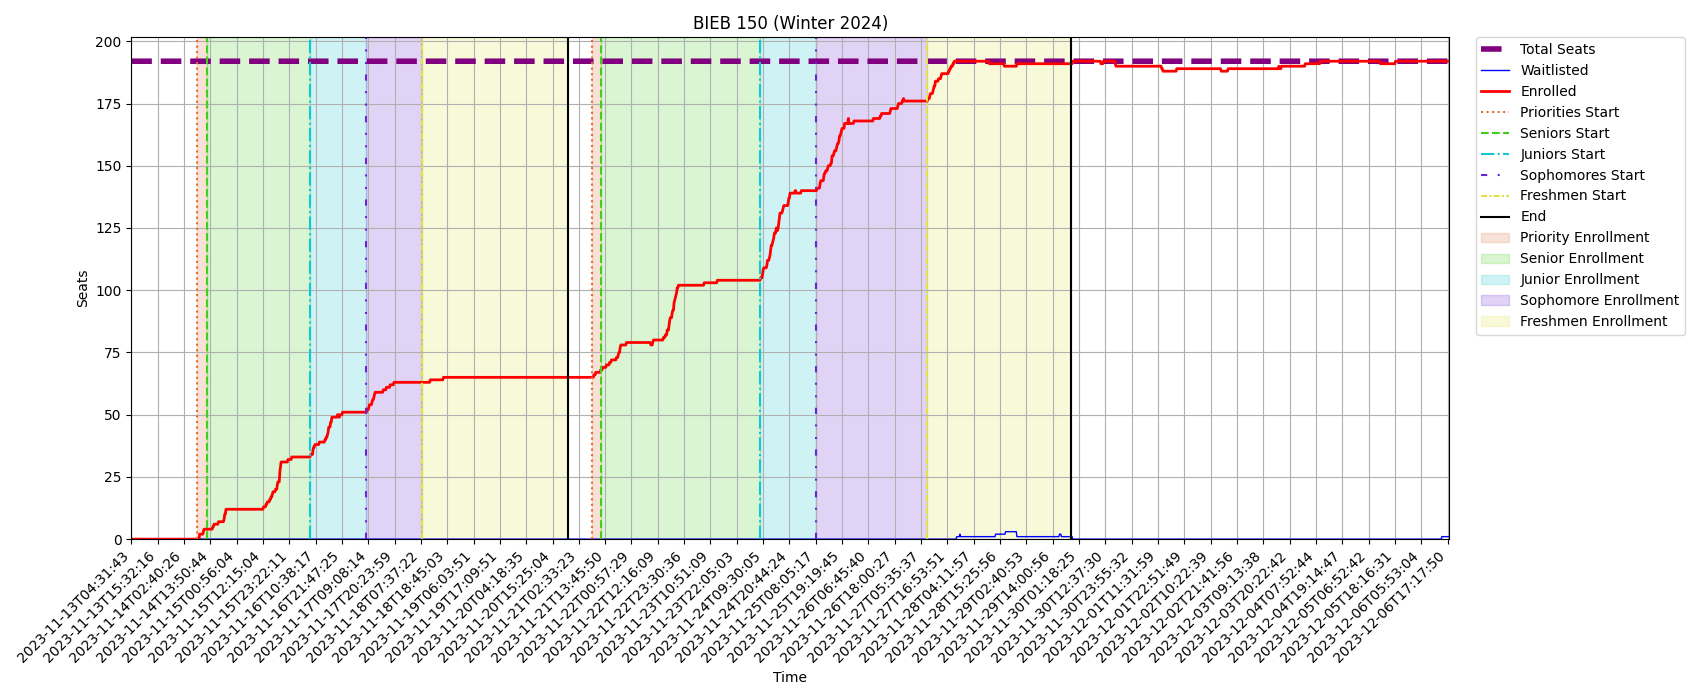 BIEB 150 (Winter 2024)
200
175
150
125
100
75
50
25
0
Seats
2023-11-13T04:31:43
2023-11-13T15:32:16
2023-11-14T02:40:26
2023-11-14T13:50:44
2023-11-15T00:56:04
2023-11-15T12:15:04
2023-11-15T23:22:11
2023-11-16T10:38:17
2023-11-16T21:47:25
2023-11-17T09:08:14
2023-11-17T20:23:59
2023-11-18T07:37:22
2023-11-18T18:45:03
2023-11-19T06:03:51
2023-11-19T17:09:51
2023-11-20T04:18:35
2023-11-20T15:25:04
2023-11-21T02:33:23
2023-11-21T13:45:50
2023-11-22T00:57:29
2023-11-22T12:16:09
2023-11-22T23:30:36
2023-11-23T10:51:09
2023-11-23T22:05:03
2023-11-24T09:30:05
2023-11-24T20:44:24
2023-11-25T08:05:17
2023-11-25T19:19:45
2023-11-26T06:45:40
2023-11-26T18:00:27
2023-11-27T05:35:37
2023-11-27T16:53:51
2023-11-28T04:11:57
2023-11-28T15:25:56
2023-11-29T02:40:53
2023-11-29T14:00:56
2023-11-30T01:18:25
2023-11-30T12:37:30
2023-11-30T23:55:32
2023-12-01T11:31:59
2023-12-01T22:51:49
2023-12-02T10:22:39
2023-12-02T21:41:56
2023-12-03T09:13:38
2023-12-03T20:22:42
2023-12-04T07:52:44
2023-12-04T19:14:47
2023-12-05T06:52:42
2023-12-05T18:16:31
2023-12-06T05:53:04
2023-12-06T17:17:50
Time
Total Seats
Waitlisted
Enrolled
Priorities Start
Seniors Start
Juniors Start
Sophomores Start
Freshmen Start
End
Priority Enrollment
Senior Enrollment
Junior Enrollment
Sophomore Enrollment
Freshmen Enrollment